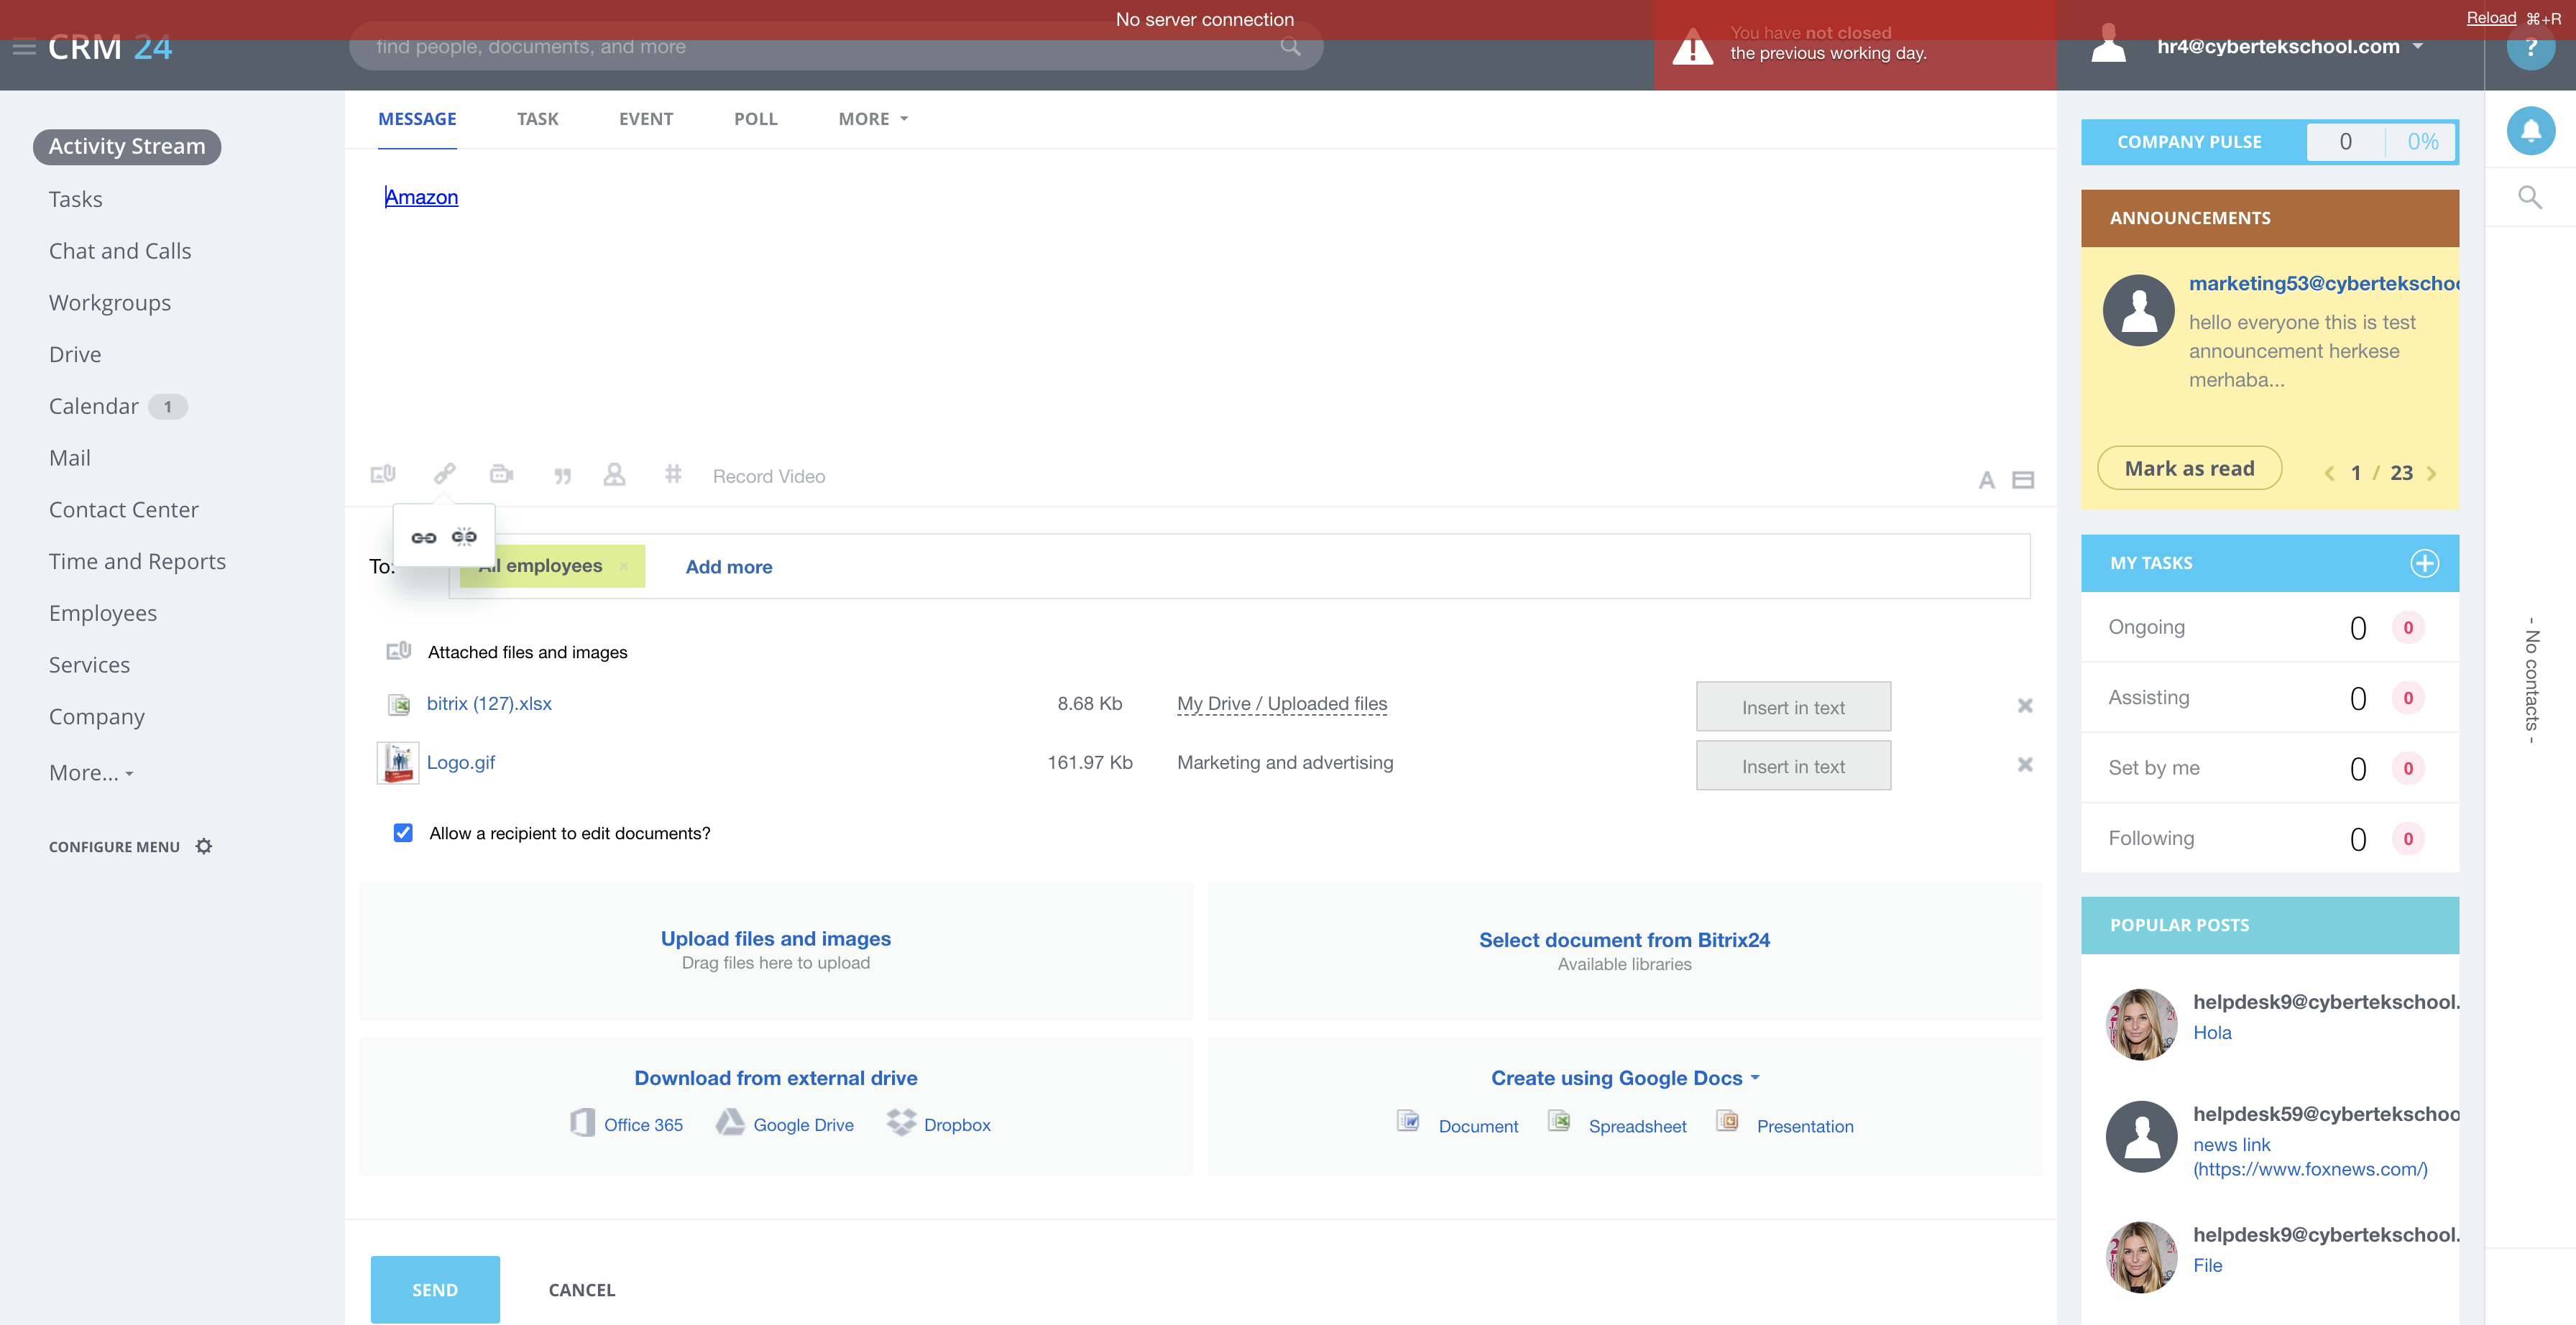 No server connection
Reload ⌘+R
CRM 24
find people, documents, and more
You have not closed
the previous working day.
hr4@cybertekschool.com
?
Activity Stream
Tasks
Chat and Calls
Workgroups
Drive
Calendar 1
Mail
Contact Center
Time and Reports
Employees
Services
Company
More...
CONFIGURE MENU
MESSAGE TASK EVENT POLL MORE
Amazon
Record Video
A
To: All employees × Add more
Attached files and images
bitrix (127).xlsx 8.68 Kb My Drive / Uploaded files Insert in text
Logo.gif 161.97 Kb Marketing and advertising Insert in text
Allow a recipient to edit documents?
Upload files and images
Drag files here to upload
Select document from Bitrix24
Available libraries
Download from external drive
Office 365 Google Drive Dropbox
Create using Google Docs
Document Spreadsheet Presentation
SEND CANCEL
COMPANY PULSE 0 0%
ANNOUNCEMENTS
marketing53@cybertekschoo
hello everyone this is test
announcement herkese
merhaba...
Mark as read 1 / 23
MY TASKS
Ongoing 0 0
Assisting 0 0
Set by me 0 0
Following 0 0
POPULAR POSTS
helpdesk9@cybertekschool.
Hola
helpdesk59@cybertekschoo
news link
(https://www.foxnews.com/)
helpdesk9@cybertekschool.
File
- No contacts -